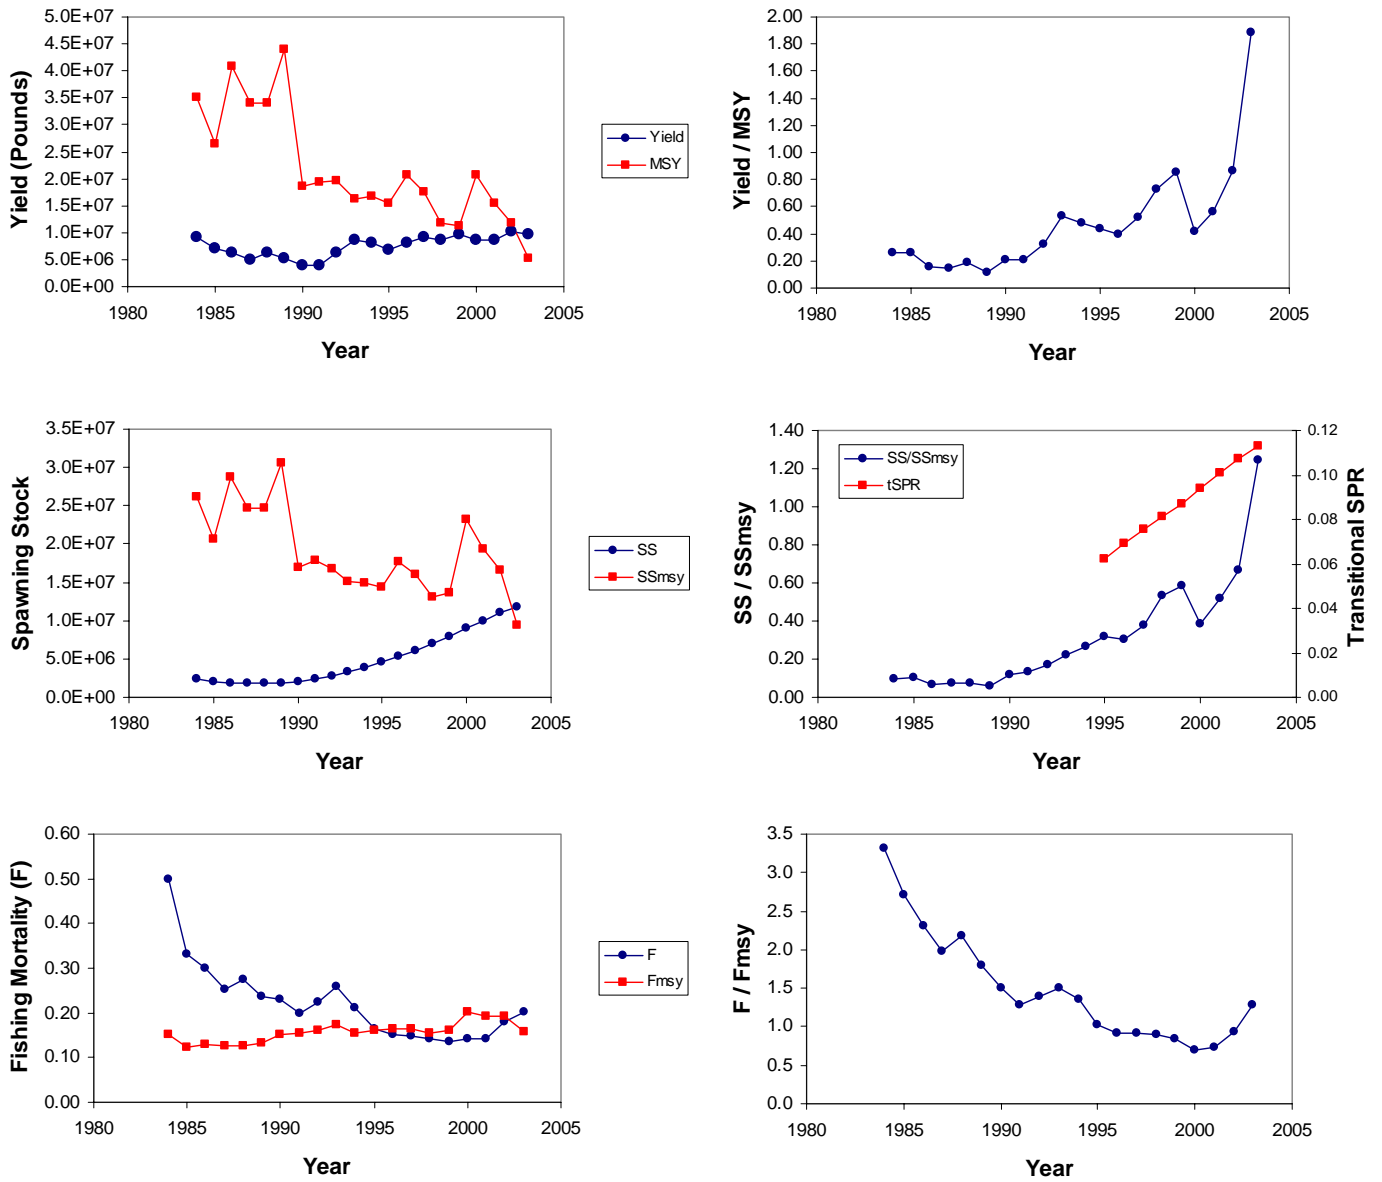 5.0E+07
4.5E+07
4.0E+07
3.5E+07
3.0E+07
2.5E+07
2.0E+07
1.5E+07
1.0E+07
5.0E+06
0.0E+00
Yield (Pounds)
1980 1985 1990 1995 2000 2005
Year
Yield
MSY
2.00
1.80
1.60
1.40
1.20
1.00
0.80
0.60
0.40
0.20
0.00
Yield / MSY
1980 1985 1990 1995 2000 2005
Year
3.5E+07
3.0E+07
2.5E+07
2.0E+07
1.5E+07
1.0E+07
5.0E+06
0.0E+00
Spawning Stock
1980 1985 1990 1995 2000 2005
Year
SS
SSmsy
1.40
1.20
1.00
0.80
0.60
0.40
0.20
0.00
SS / SSmsy
SS/SSmsy
tSPR
0.12
0.10
0.08
0.06
0.04
0.02
0.00
Transitional SPR
1980 1985 1990 1995 2000 2005
Year
0.60
0.50
0.40
0.30
0.20
0.10
0.00
Fishing Mortality (F)
1980 1985 1990 1995 2000 2005
Year
F
Fmsy
3.5
3.0
2.5
2.0
1.5
1.0
0.5
0.0
F / Fmsy
1980 1985 1990 1995 2000 2005
Year